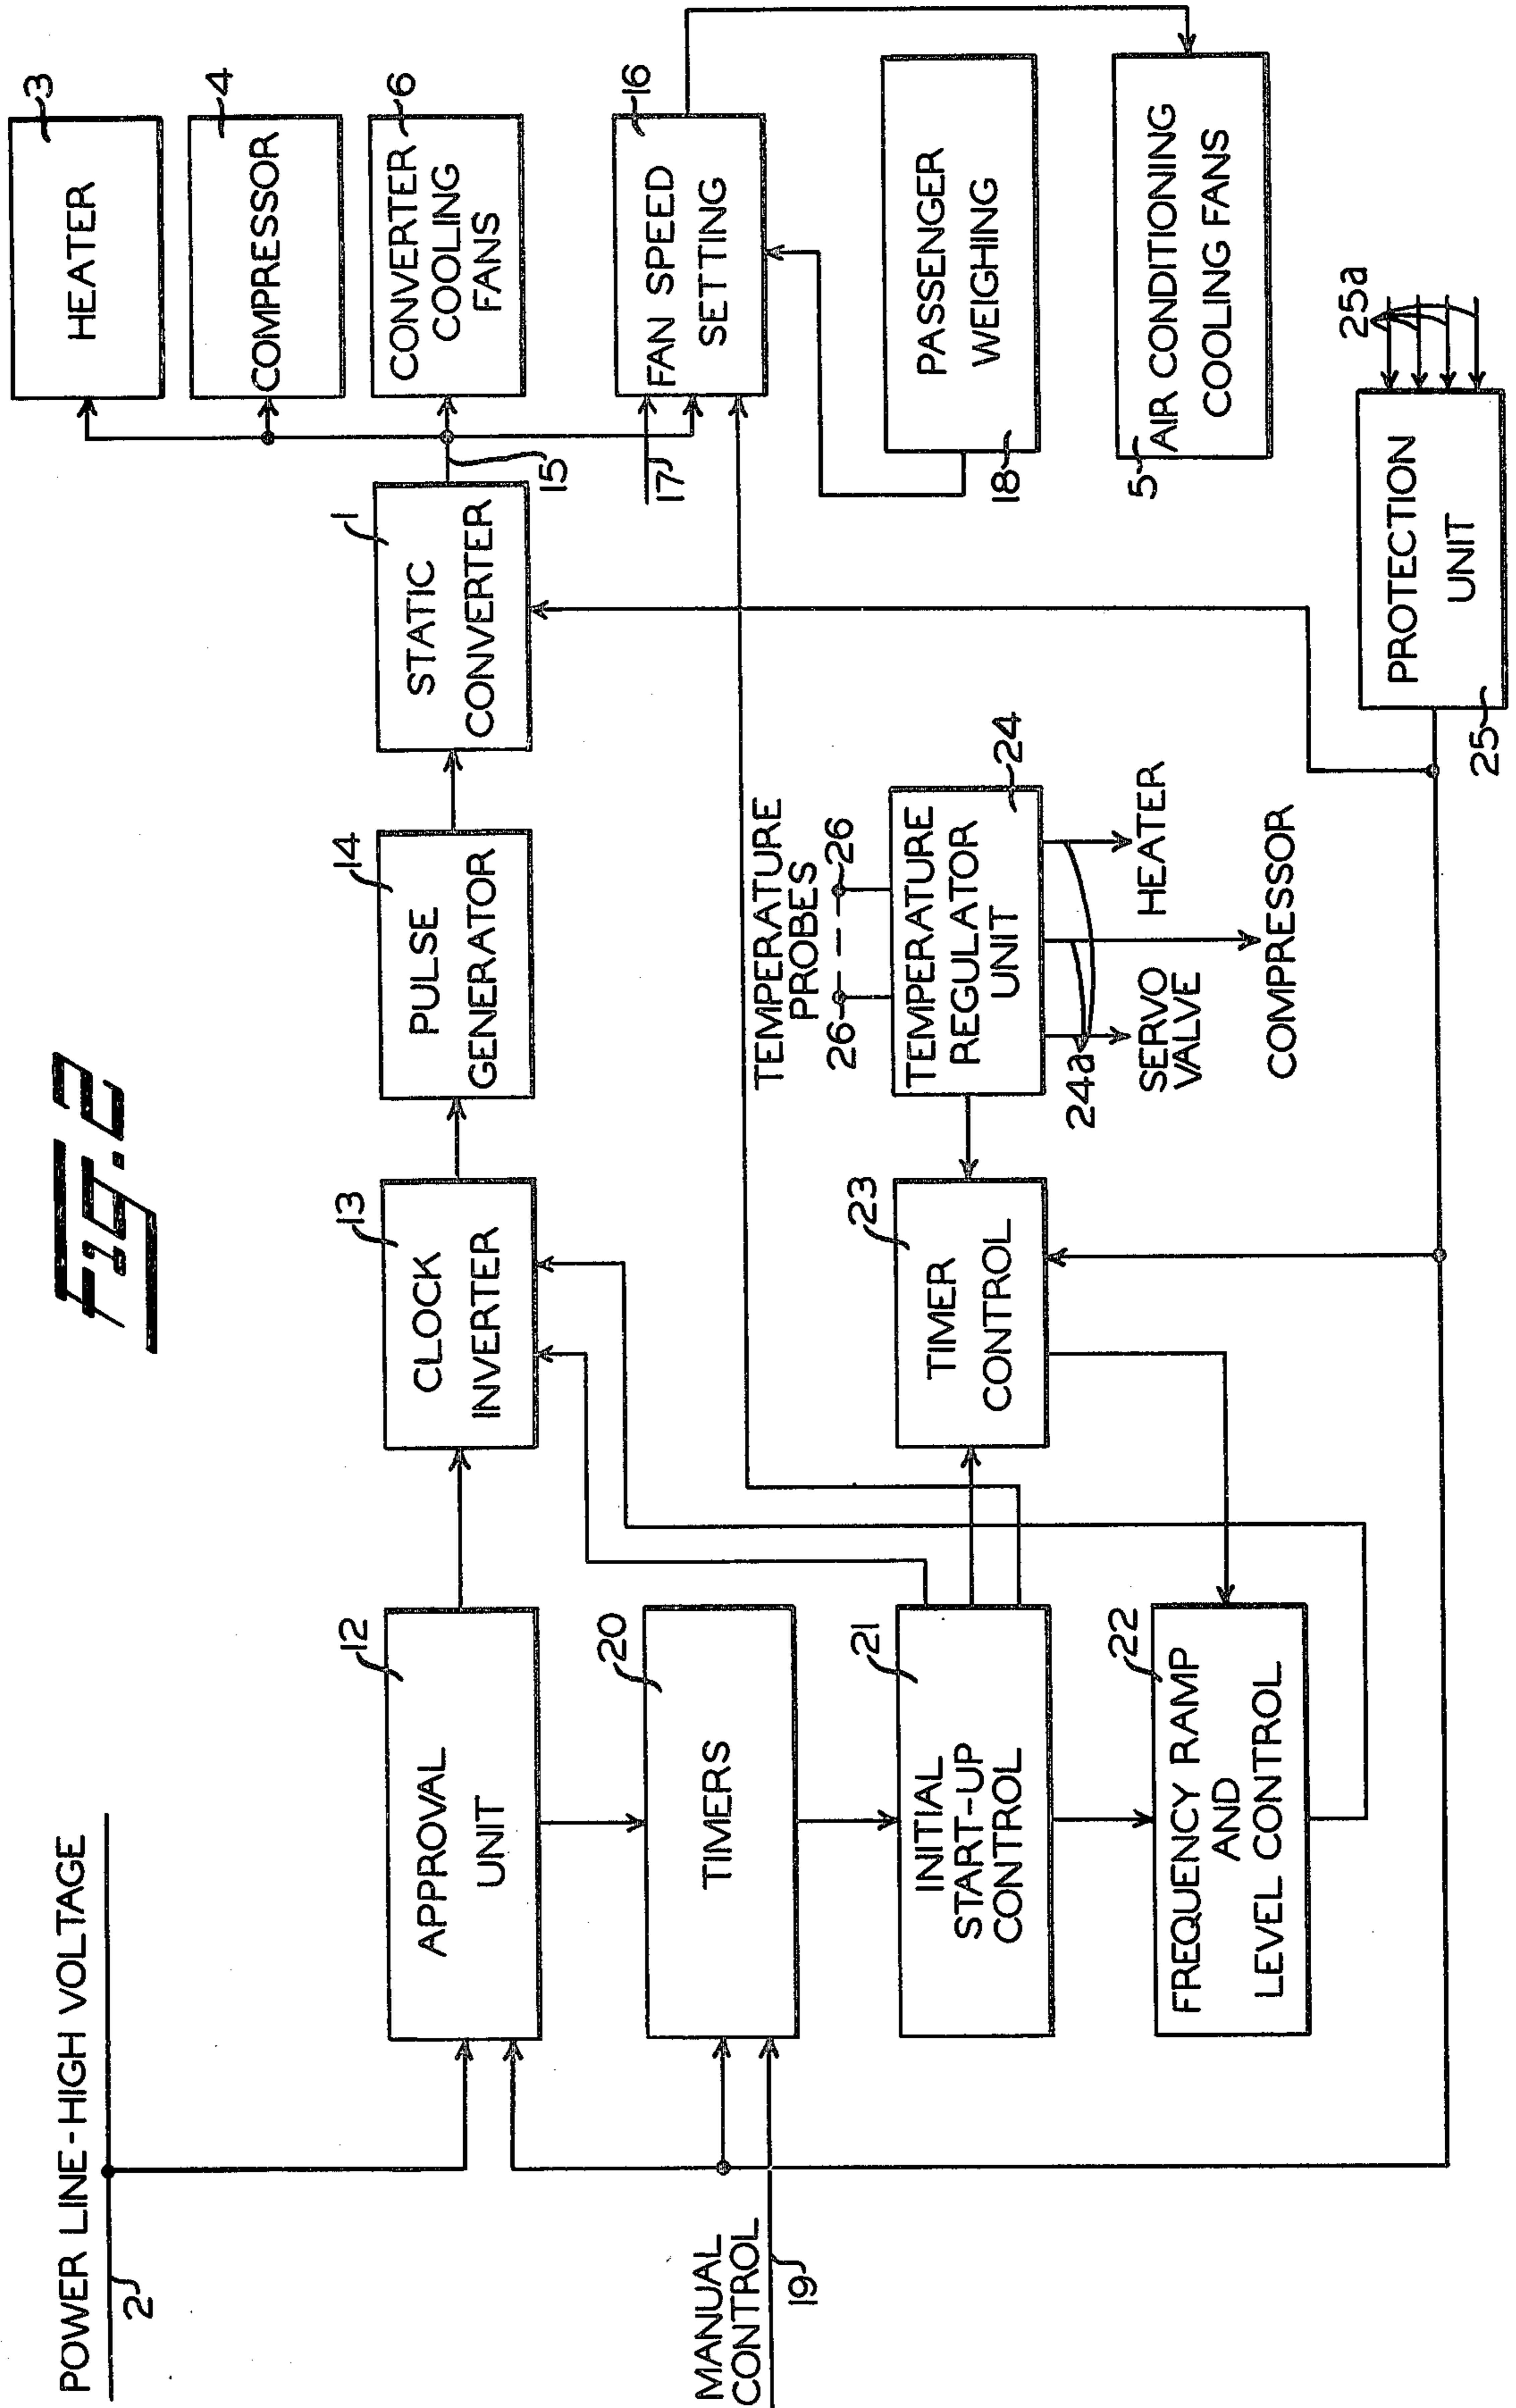 Fig. 2
POWER LINE-HIGH VOLTAGE
2
MANUAL
CONTROL
19
12
APPROVAL
UNIT
13
CLOCK
INVERTER
14
PULSE
GENERATOR
1
STATIC
CONVERTER
15
3
HEATER
4
COMPRESSOR
6
CONVERTER
COOLING
FANS
16
FAN SPEED
SETTING
17
18
PASSENGER
WEIGHING
5
AIR CONDITIONING
COOLING FANS
20
TIMERS
21
INITIAL
START-UP
CONTROL
22
FREQUENCY RAMP
AND
LEVEL CONTROL
23
TIMER
CONTROL
TEMPERATURE
PROBES
26
26
24
TEMPERATURE
REGULATOR
UNIT
24a
SERVO
VALVE
HEATER
COMPRESSOR
25
PROTECTION
UNIT
25a